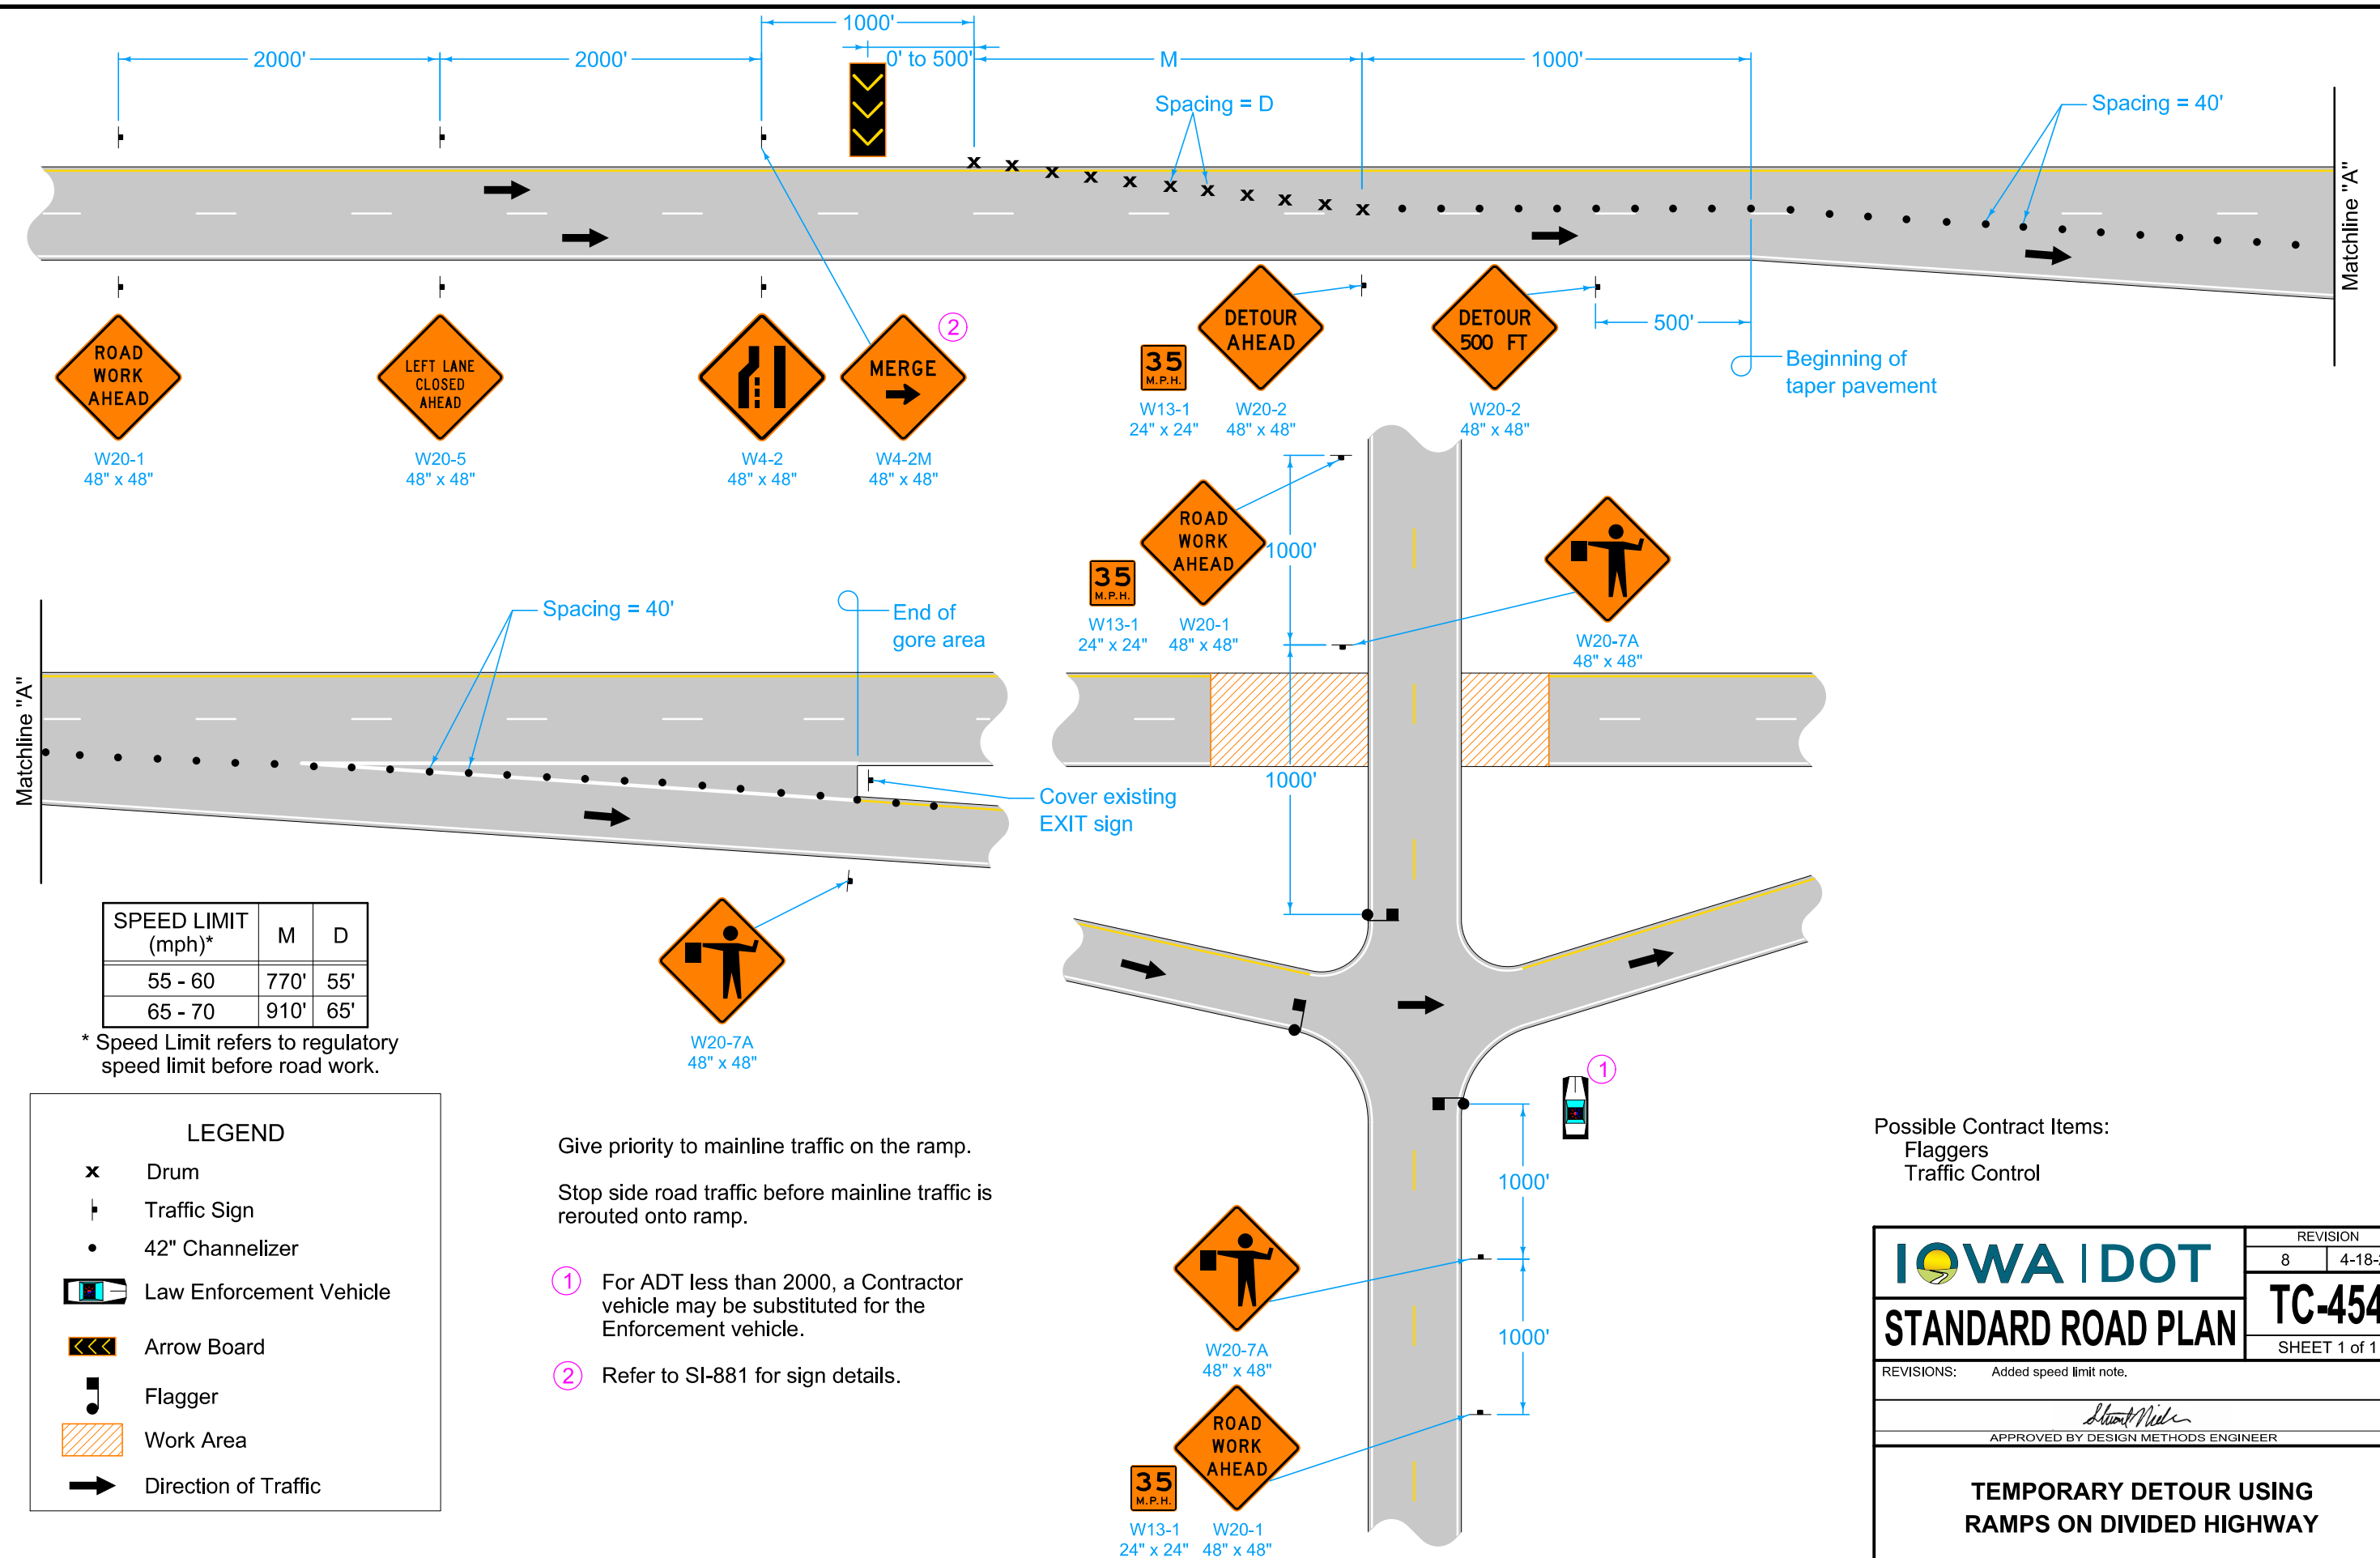 1000'
2000'
2000'
0' to 500'
M
1000'
Spacing = D
Spacing = 40'
Matchline "A"
ROAD
WORK
AHEAD
W20-1
48" x 48"
LEFT LANE
CLOSED
AHEAD
W20-5
48" x 48"
W4-2
48" x 48"
MERGE
2
W4-2M
48" x 48"
35
M.P.H.
W13-1
24" x 24"
DETOUR
AHEAD
W20-2
48" x 48"
DETOUR
500 FT
W20-2
48" x 48"
500'
Beginning of
taper pavement
Matchline "A"
Spacing = 40'
End of
gore area
Cover existing
EXIT sign
W20-7A
48" x 48"
ROAD
WORK
AHEAD
35
M.P.H.
W13-1
24" x 24"
W20-1
48" x 48"
1000'
1000'
W20-7A
48" x 48"
1
1000'
1000'
W20-7A
48" x 48"
ROAD
WORK
AHEAD
35
M.P.H.
W13-1
24" x 24"
W20-1
48" x 48"
SPEED LIMIT
(mph)*
M
D
55 - 60
770'
55'
65 - 70
910'
65'
* Speed Limit refers to regulatory
speed limit before road work.
LEGEND
x Drum
Traffic Sign
42" Channelizer
Law Enforcement Vehicle
Arrow Board
Flagger
Work Area
Direction of Traffic
Give priority to mainline traffic on the ramp.
Stop side road traffic before mainline traffic is
rerouted onto ramp.
1 For ADT less than 2000, a Contractor
vehicle may be substituted for the
Enforcement vehicle.
2 Refer to SI-881 for sign details.
Possible Contract Items:
Flaggers
Traffic Control
IOWA | DOT
STANDARD ROAD PLAN
REVISION
8
4-18-
TC-454
SHEET 1 of 1
REVISIONS: Added speed limit note.
APPROVED BY DESIGN METHODS ENGINEER
TEMPORARY DETOUR USING
RAMPS ON DIVIDED HIGHWAY